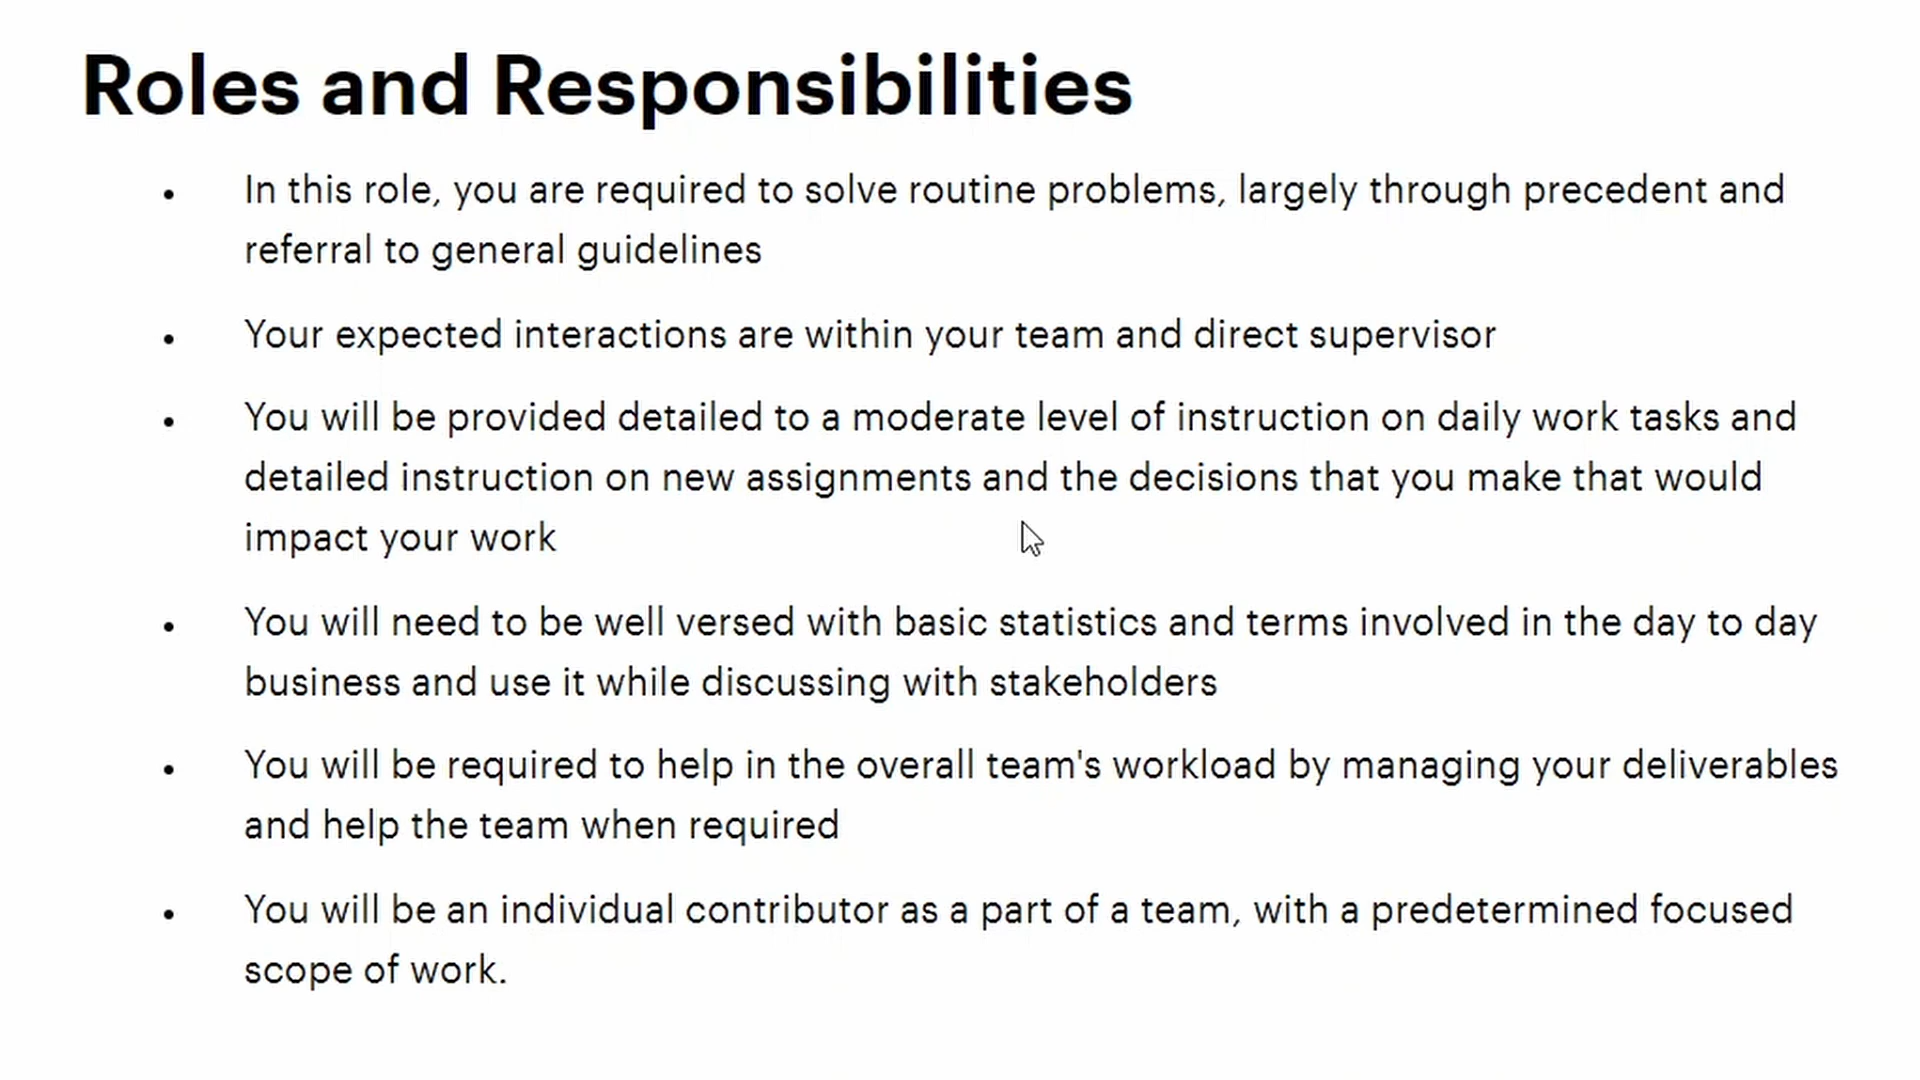 Roles and Responsibilities
• In this role, you are required to solve routine problems, largely through precedent and
referral to general guidelines
• Your expected interactions are within your team and direct supervisor
• You will be provided detailed to a moderate level of instruction on daily work tasks and
detailed instruction on new assignments and the decisions that you make that would
impact your work
• You will need to be well versed with basic statistics and terms involved in the day to day
business and use it while discussing with stakeholders
• You will be required to help in the overall team's workload by managing your deliverables
and help the team when required
• You will be an individual contributor as a part of a team, with a predetermined focused
scope of work.